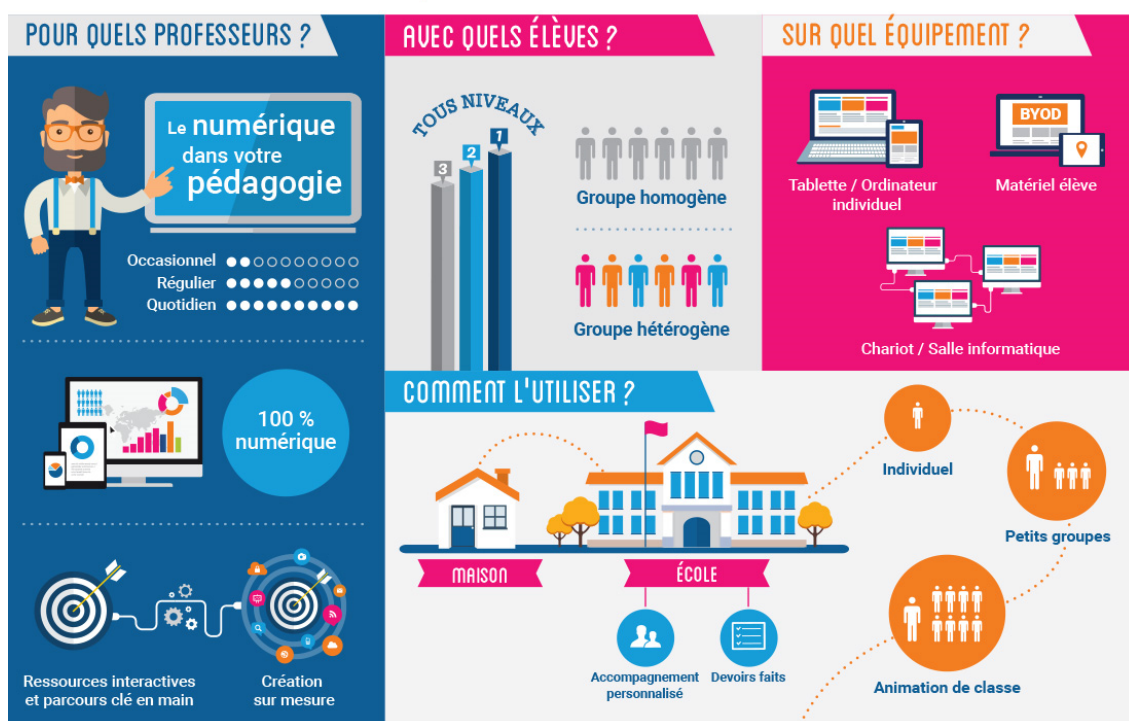 POUR QUELS PROFESSEURS ?
Le numérique
dans votre
pédagogie
Occasionnel
Régulier
Quotidien
100 %
numérique
Ressources interactives
et parcours clé en main
Création
sur mesure
AVEC QUELS ÉLÈVES ?
TOUS NIVEAUX
3
2
1
Groupe homogène
Groupe hétérogène
SUR QUEL ÉQUIPEMENT ?
Tablette / Ordinateur
individuel
BYOD
Matériel élève
Chariot / Salle informatique
COMMENT L'UTILISER ?
MAISON
ÉCOLE
Accompagnement
personnalisé
Devoirs faits
Individuel
Petits groupes
Animation de classe